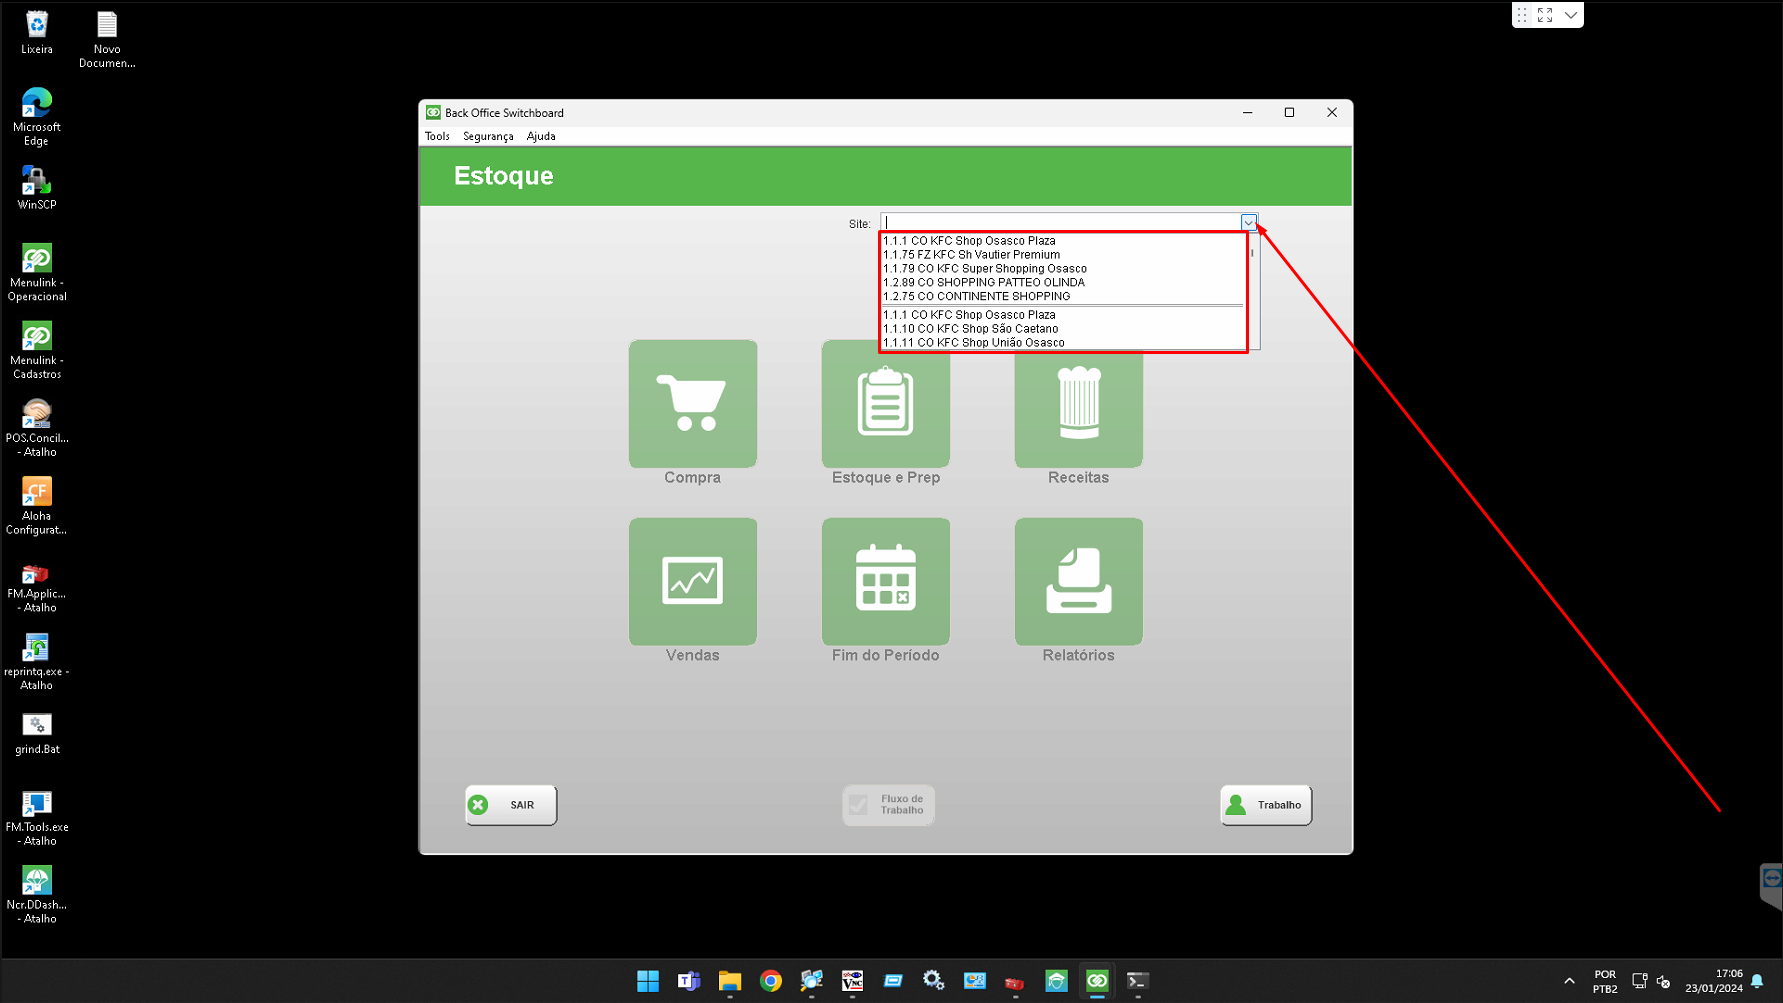 Lixeira
Novo
Documen...
Microsoft
Edge
WinSCP
Menulink -
Operacional
Menulink -
Cadastros
POS.Concil...
- Atalho
CF
Aloha
Configurat...
FM.Applic...
- Atalho
reprintq.exe -
Atalho
grind.Bat
FM.Tools.exe
- Atalho
Ncr.DDash...
- Atalho
Back Office Switchboard
Tools Segurança Ajuda
Estoque
Site:
1.1.1 CO KFC Shop Osasco Plaza
1.1.75 FZ KFC Sh Vautier Premium
1.1.79 CO KFC Super Shopping Osasco
1.2.89 CO SHOPPING PATTEO OLINDA
1.2.75 CO CONTINENTE SHOPPING
1.1.1 CO KFC Shop Osasco Plaza
1.1.10 CO KFC Shop São Caetano
1.1.11 CO KFC Shop União Osasco
Compra Estoque e Prep Receitas
Vendas Fim do Período Relatórios
SAIR
Fluxo de
Trabalho
Trabalho
VNC
POR
PTB2
17:06
23/01/2024